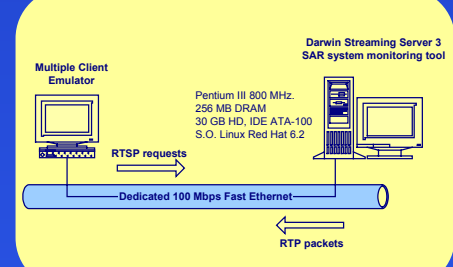 Darwin Streaming Server 3
SAR system monitoring tool
Multiple Client
Emulator
Pentium III 800 MHz.
256 MB DRAM
30 GB HD, IDE ATA-100
S.O. Linux Red Hat 6.2
RTSP requests
Dedicated 100 Mbps Fast Ethernet
RTP packets